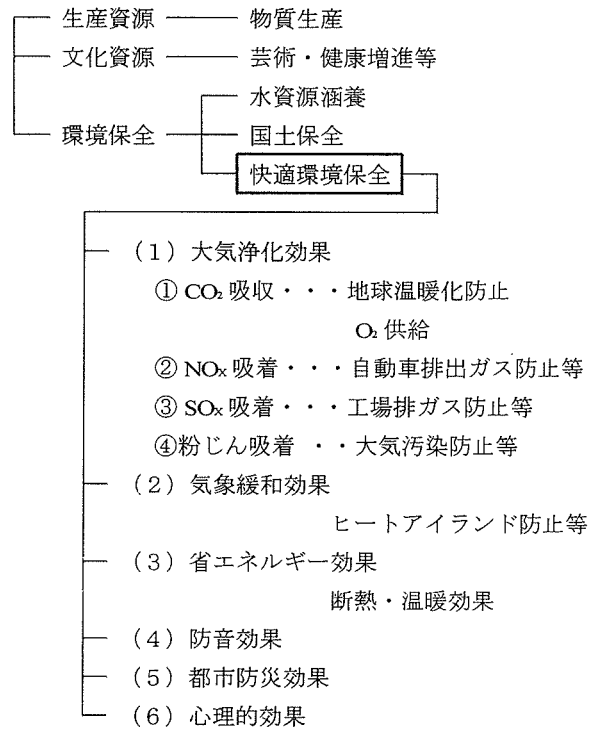 生産資源 物質生産
文化資源 芸術・健康増進等
水資源涵養
環境保全 国土保全
快適環境保全
(1)大気浄化効果
① CO₂ 吸収・・・地球温暖化防止
O₂ 供給
② NOx 吸着・・・自動車排出ガス防止等
③ SOx 吸着・・・工場排ガス防止等
④粉じん吸着 ・・大気汚染防止等
(2)気象緩和効果
ヒートアイランド防止等
(3)省エネルギー効果
断熱・温暖効果
(4)防音効果
(5)都市防災効果
(6)心理的効果